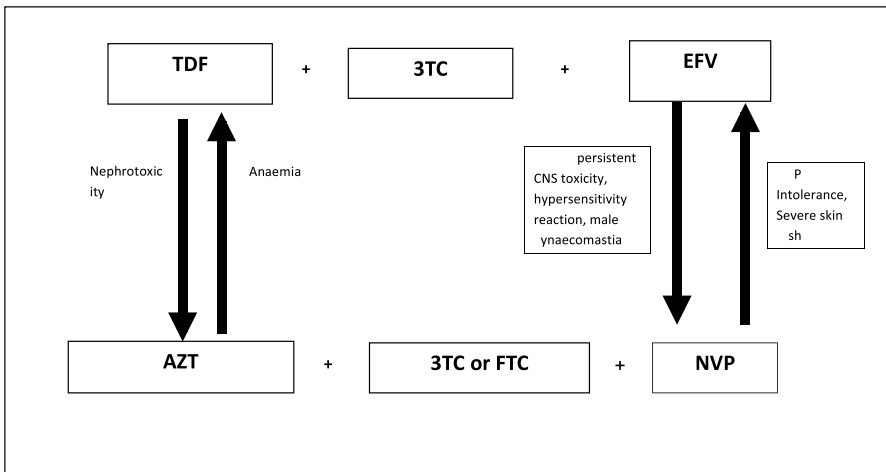 TDF + 3TC + EFV
Nephrotoxic
ity
Anaemia
persistent
CNS toxicity,
hypersensitivity
reaction, male
ynaecomastia
P
Intolerance,
Severe skin
sh
AZT + 3TC or FTC + NVP